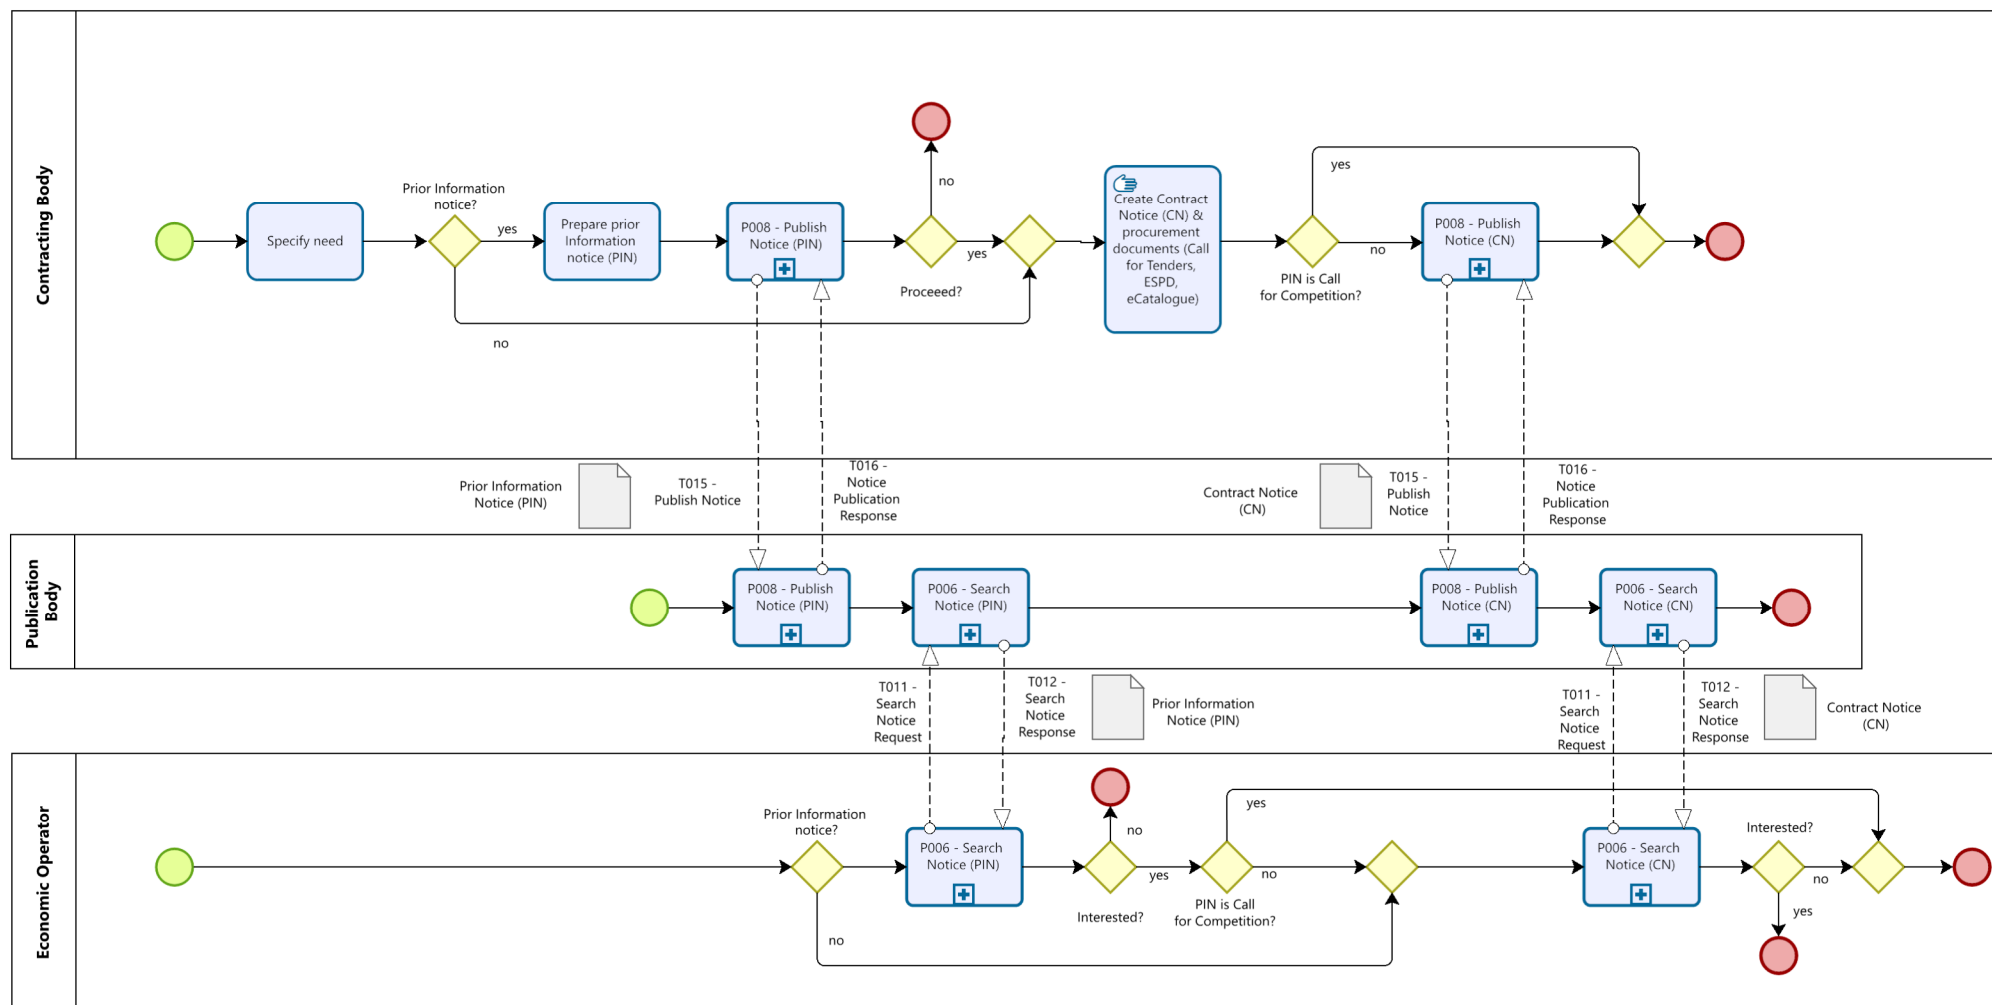 Contracting Body
Specify need
Prior Information
notice?
yes
no
Prepare prior
Information
notice (PIN)
P008 - Publish
Notice (PIN)
no
yes
Proceeed?
Create Contract
Notice (CN) &
procurement
documents (Call
for Tenders,
ESPD,
eCatalogue)
yes
no
PIN is Call
for Competition?
P008 - Publish
Notice (CN)
Prior Information
Notice (PIN)
T015 -
Publish Notice
T016 -
Notice
Publication
Response
Contract Notice
(CN)
T015 -
Publish
Notice
T016 -
Notice
Publication
Response
Publication
Body
P008 - Publish
Notice (PIN)
P006 - Search
Notice (PIN)
P008 - Publish
Notice (CN)
P006 - Search
Notice (CN)
T011 -
Search
Notice
Request
T012 -
Search
Notice
Response
Prior Information
Notice (PIN)
T011 -
Search
Notice
Request
T012 -
Search
Notice
Response
Contract Notice
(CN)
Economic Operator
Prior Information
notice?
no
P006 - Search
Notice (PIN)
no
yes
Interested?
yes
no
PIN is Call
for Competition?
P006 - Search
Notice (CN)
Interested?
no
yes